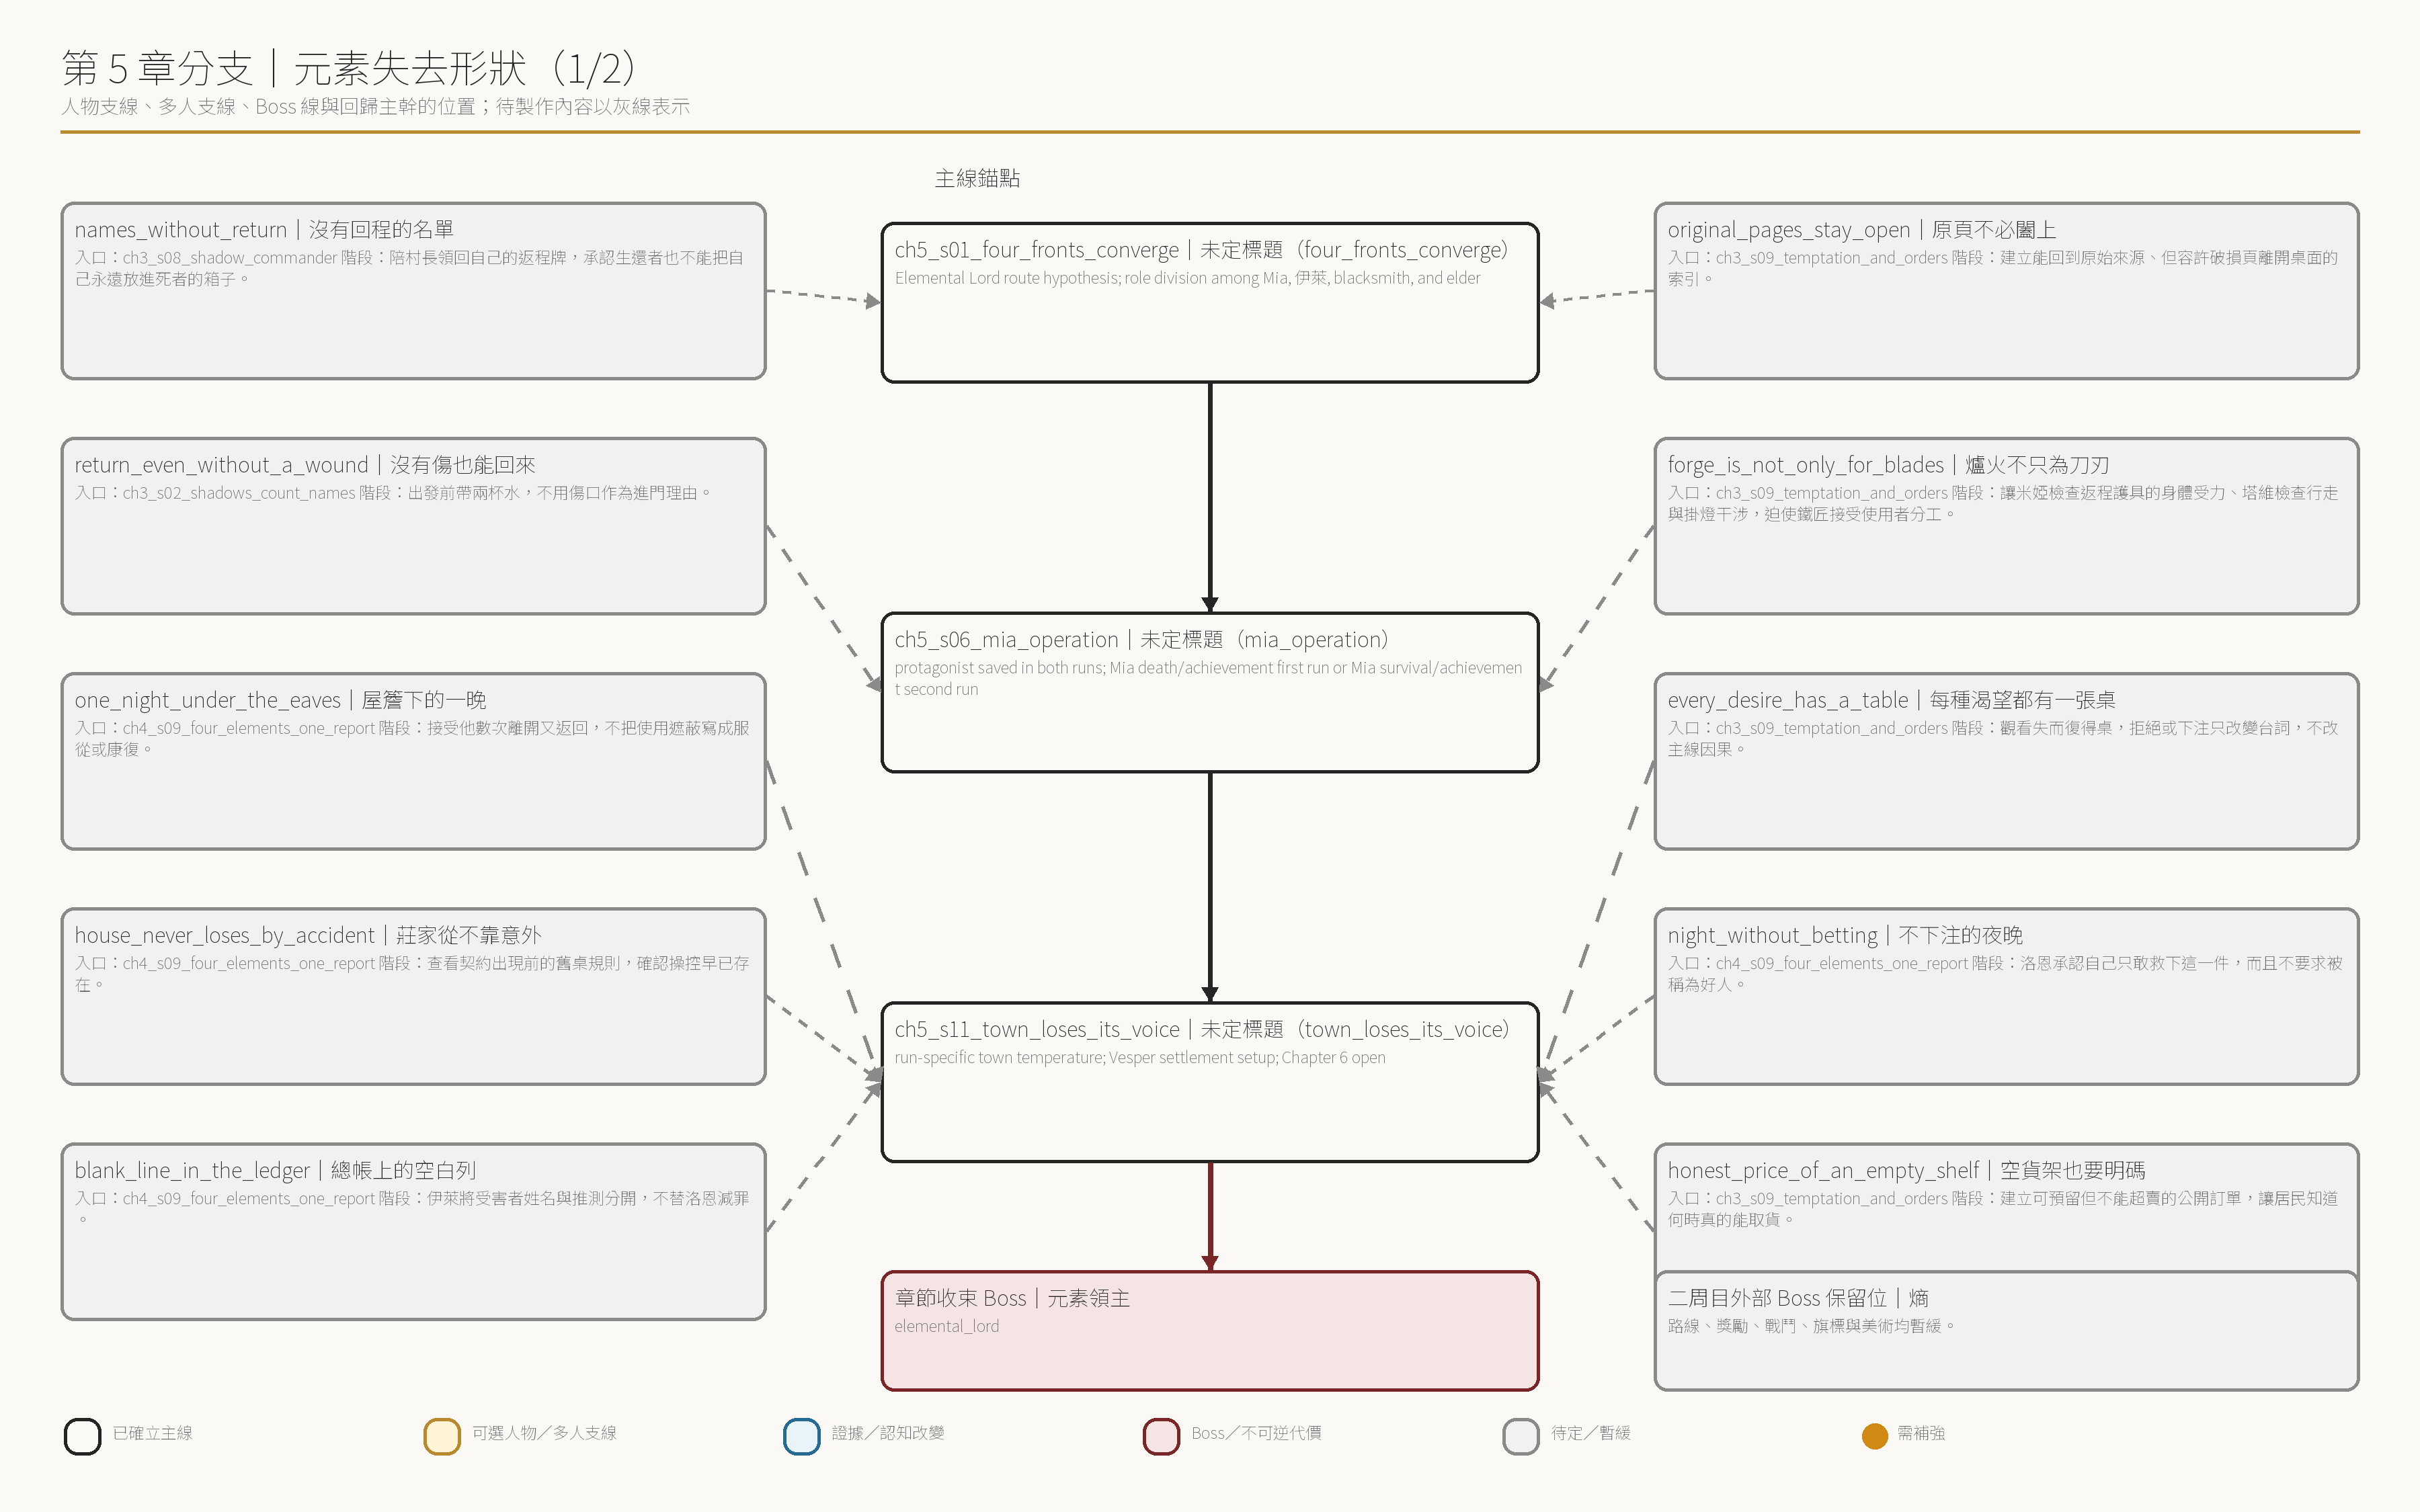 第 5 章分支｜元素失去形狀（1/2）
人物支線、多人支線、Boss 線與回歸主幹的位置；待製作內容以灰線表示
主線錨點
names_without_return｜沒有回程的名單
入口：ch3_s08_shadow_commander 階段：陪村長領回自己的返程牌，承認生還者也不能把自
己永遠放進死者的箱子。
return_even_without_a_wound｜沒有傷也能回來
入口：ch3_s02_shadows_count_names 階段：出發前帶兩杯水，不用傷口作為進門理由。
one_night_under_the_eaves｜屋簷下的一晚
入口：ch4_s09_four_elements_one_report 階段：接受他數次離開又返回，不把使用遮蔽寫成服
從或康復。
house_never_loses_by_accident｜莊家從不靠意外
入口：ch4_s09_four_elements_one_report 階段：查看契約出現前的舊桌規則，確認操控早已存
在。
blank_line_in_the_ledger｜總帳上的空白列
入口：ch4_s09_four_elements_one_report 階段：伊萊將受害者姓名與推測分開，不替洛恩減罪
。
ch5_s01_four_fronts_converge｜未定標題（four_fronts_converge）
Elemental Lord route hypothesis; role division among Mia, 伊萊, blacksmith, and elder
ch5_s06_mia_operation｜未定標題（mia_operation）
protagonist saved in both runs; Mia death/achievement first run or Mia survival/achievemen
t second run
ch5_s11_town_loses_its_voice｜未定標題（town_loses_its_voice）
run-specific town temperature; Vesper settlement setup; Chapter 6 open
章節收束 Boss｜元素領主
elemental_lord
original_pages_stay_open｜原頁不必闔上
入口：ch3_s09_temptation_and_orders 階段：建立能回到原始來源、但容許破損頁離開桌面的
索引。
forge_is_not_only_for_blades｜爐火不只為刀刃
入口：ch3_s09_temptation_and_orders 階段：讓米婭檢查返程護具的身體受力、塔維檢查行走
與掛燈干涉，迫使鐵匠接受使用者分工。
every_desire_has_a_table｜每種渴望都有一張桌
入口：ch3_s09_temptation_and_orders 階段：觀看失而復得桌，拒絕或下注只改變台詞，不改
主線因果。
night_without_betting｜不下注的夜晚
入口：ch4_s09_four_elements_one_report 階段：洛恩承認自己只敢救下這一件，而且不要求被
稱為好人。
honest_price_of_an_empty_shelf｜空貨架也要明碼
入口：ch3_s09_temptation_and_orders 階段：建立可預留但不能超賣的公開訂單，讓居民知道
何時真的能取貨。
二周目外部 Boss 保留位｜熵
路線、獎勵、戰鬥、旗標與美術均暫緩。
已確立主線
可選人物／多人支線
證據／認知改變
Boss／不可逆代價
待定／暫緩
需補強